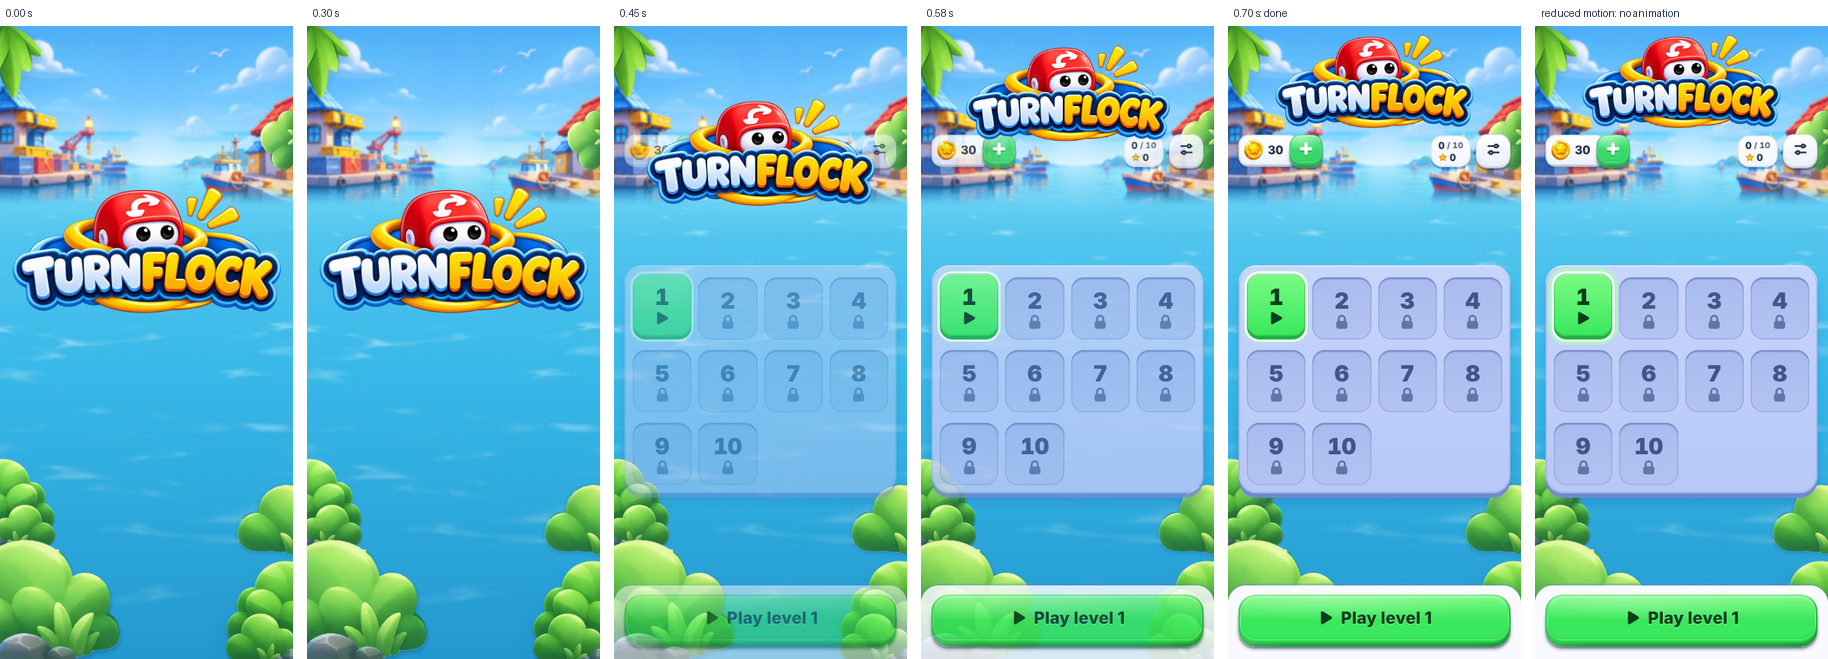 0.00 s
TURNFLOCK
0.30 s
TURNFLOCK
0.45 s
TURNFLOCK
30
1 2 3 4
5 6 7 8
9 10
Play level 1
0.58 s
TURNFLOCK
30 + 0 / 10
0
1 2 3 4
5 6 7 8
9 10
Play level 1
0.70 s: done
TURNFLOCK
30 + 0 / 10
0
1 2 3 4
5 6 7 8
9 10
Play level 1
reduced motion: no animation
TURNFLOCK
30 + 0 / 10
0
1 2 3 4
5 6 7 8
9 10
Play level 1